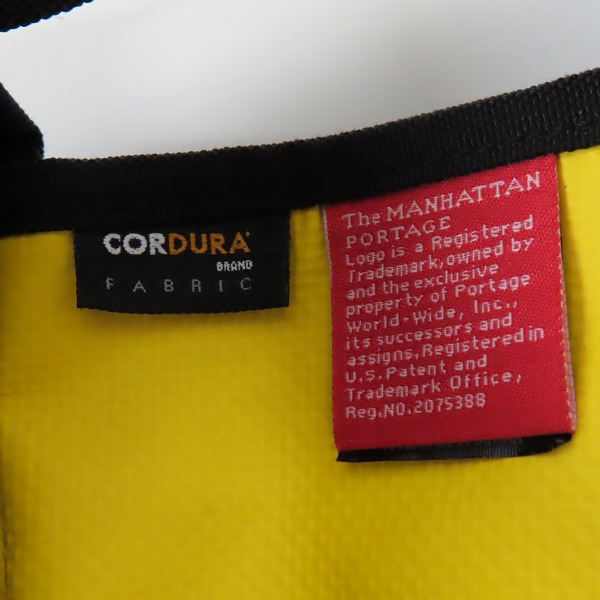 CORDURA®
BRAND
FABRIC
The MANHATTAN
PORTAGE
Logo is a Registered
Trademark, owned by
and the exclusive
property of Portage
World-Wide, Inc.,
its successors and
assigns, Registered in
U.S. Patent and
Trademark Office,
Reg.NO.2075388